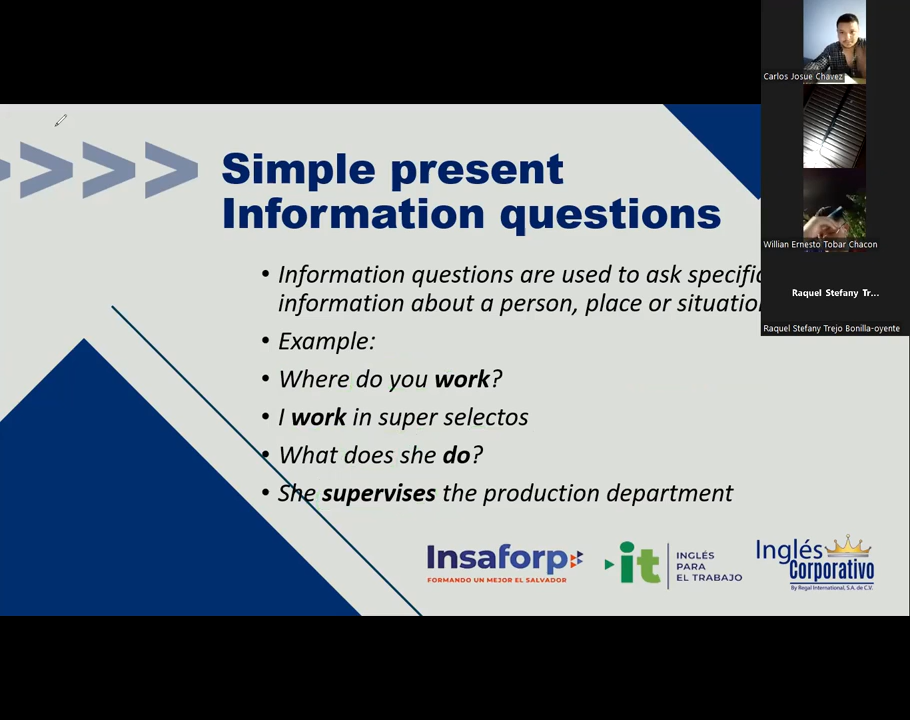 Carlos Josue Chavez
Simple present
Information questions
Willian Ernesto Tobar Chacon
• Information questions are used to ask specific
information about a person, place or situation
Raquel Stefany Tr...
Raquel Stefany Trejo Bonilla-oyente
• Example:
• Where do you work?
• I work in super selectos
• What does she do?
• She supervises the production department
Insaforp
FORMANDO UN MEJOR EL SALVADOR
it
INGLÉS
PARA
EL TRABAJO
Inglés
Corporativo
By Regal International, S.A. de C.V.